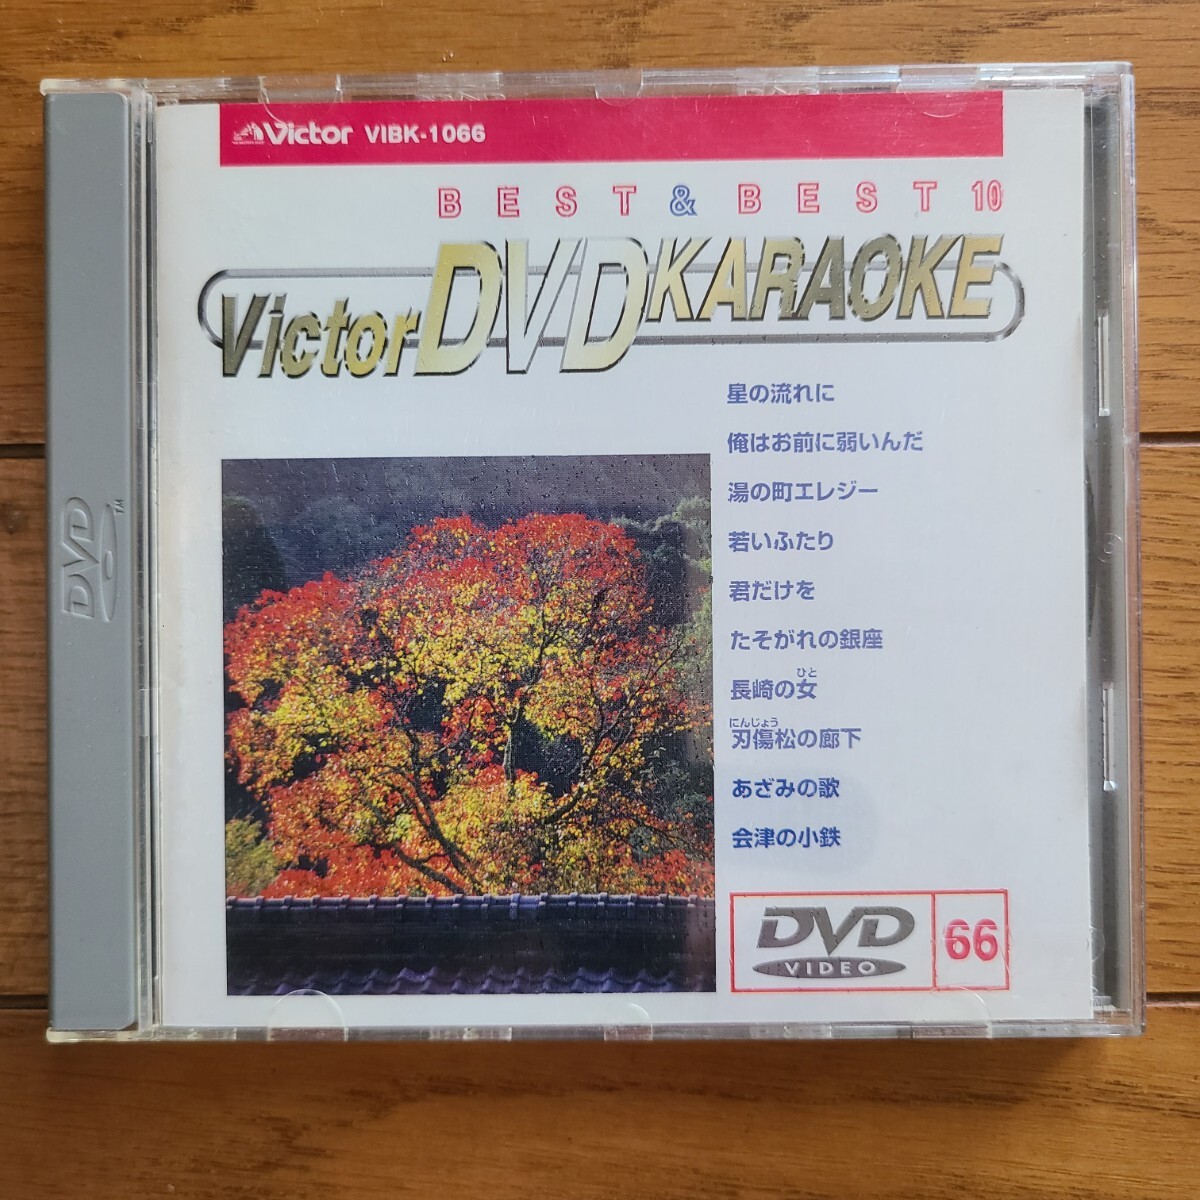 Victor VIBK-1066
BEST & BEST 10
Victor DVD KARAOKE
星の流れに
俺はお前に弱いんだ
湯の町エレジー
若いふたり
君だけを
たそがれの銀座
ひと
長崎の女
にんじょう
刃傷松の廊下
あざみの歌
会津の小鉄
DVD
VIDEO
66
DVD
TM